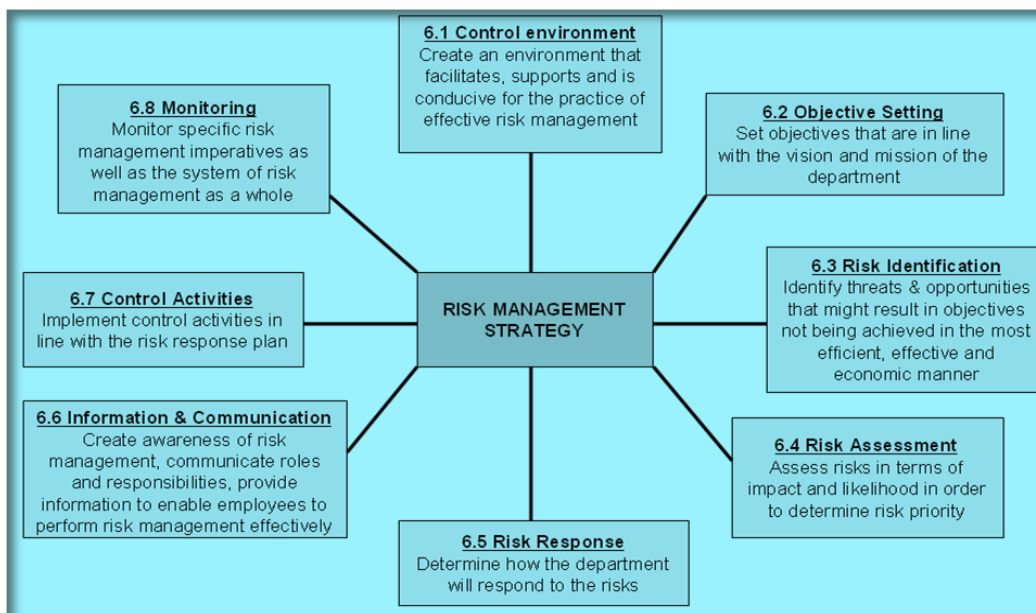 6.1 Control environment
Create an environment that
facilitates, supports and is
conducive for the practice of
effective risk management
6.8 Monitoring
Monitor specific risk
management imperatives as
well as the system of risk
management as a whole
6.2 Objective Setting
Set objectives that are in line
with the vision and mission of the
department
6.3 Risk Identification
Identify threats & opportunities
that might result in objectives
not being achieved in the most
efficient, effective and
economic manner
6.7 Control Activities
Implement control activities in
line with the risk response plan
RISK MANAGEMENT
STRATEGY
6.6 Information & Communication
Create awareness of risk
management, communicate roles
and responsibilities, provide
information to enable employees to
perform risk management effectively
6.4 Risk Assessment
Assess risks in terms of
impact and likelihood in order
to determine risk priority
6.5 Risk Response
Determine how the department
will respond to the risks